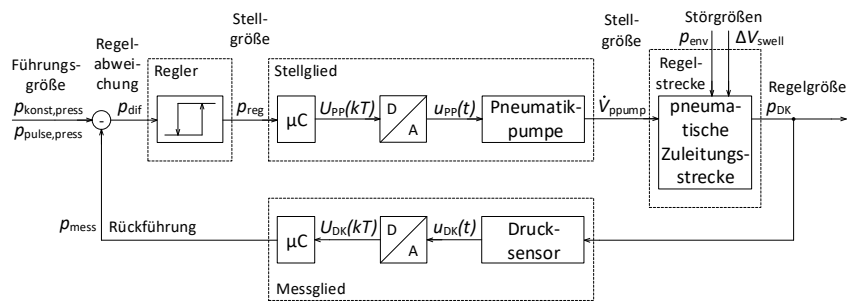 Führungs-
größe
p_konst,press
p_pulse,press
-
Regel-
abweichung
p_dif
Regler
Stell-
größe
p_reg
Stellglied
µC
U_PP(kT)
D
A
u_PP(t)
Pneumatik-
pumpe
Stell-
größe
V̇_ppump
Störgrößen
p_env
ΔV_swell
Regel-
strecke
pneuma-
tische
Zuleitungs-
strecke
Regelgröße
p_DK
p_mess
Rückführung
µC
U_DK(kT)
D
A
u_DK(t)
Druck-
sensor
Messglied